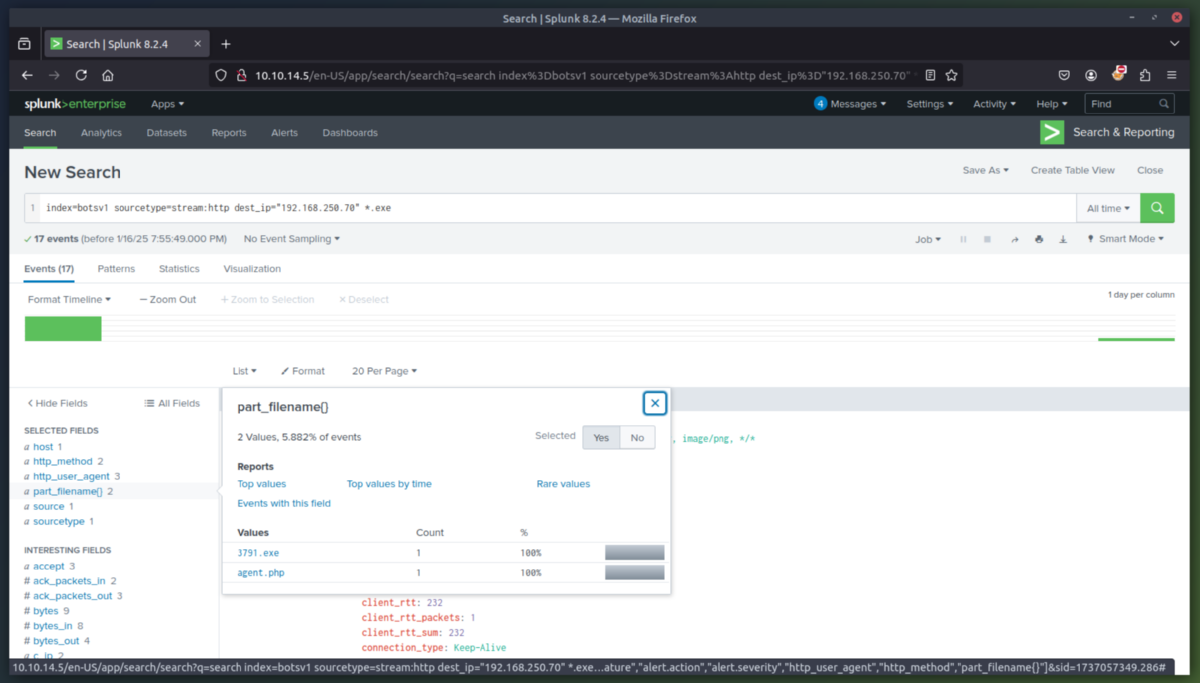 Search | Splunk 8.2.4 — Mozilla Firefox
Search | Splunk 8.2.4
10.10.14.5/en-US/app/search/search?q=search index%3Dbotsv1 sourcetype%3Dstream%3Ahttp dest_ip%3D"192.168.250.70"
splunk>enterprise Apps 4 Messages Settings Activity Help Find
Search Analytics Datasets Reports Alerts Dashboards Search & Reporting
New Search Save As Create Table View Close
1 index=botsv1 sourcetype=stream:http dest_ip="192.168.250.70" *.exe All time
17 events (before 1/16/25 7:55:49.000 PM) No Event Sampling Job Smart Mode
Events (17) Patterns Statistics Visualization
Format Timeline — Zoom Out + Zoom to Selection × Deselect 1 day per column
List Format 20 Per Page
Hide Fields All Fields
SELECTED FIELDS
a host 1
a http_method 2
a http_user_agent 3
a part_filename{} 2
a source 1
a sourcetype 1
INTERESTING FIELDS
a accept 3
# ack_packets_in 2
# ack_packets_out 3
# bytes 9
# bytes_in 8
# bytes_out 4
a c_ip 2
part_filename{}
2 Values, 5.882% of events Selected Yes No
Reports
Top values Top values by time Rare values
Events with this field
Values Count %
3791.exe 1 100%
agent.php 1 100%
, image/png, */*
client_rtt: 232
client_rtt_packets: 1
client_rtt_sum: 232
connection_type: Keep-Alive
10.10.14.5/en-US/app/search/search?q=search index=botsv1 sourcetype=stream:http dest_ip="192.168.250.70" *.exe…ature","alert.action","alert.severity","http_user_agent","http_method","part_filename{}"]&sid=1737057349.286#